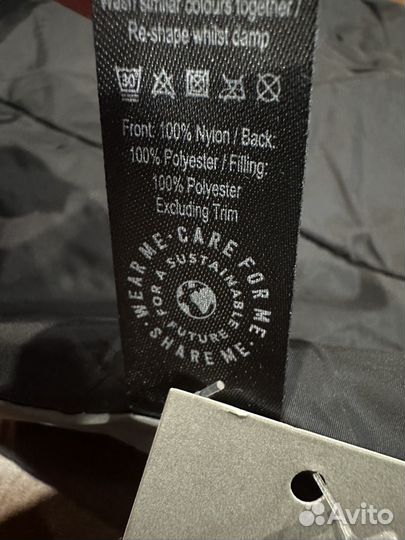 Wash similar colours together /
Re-shape whilst damp
30
Front: 100% Nylon / Back:
100% Polyester / Filling:
100% Polyester
Excluding Trim
WEAR ME · CARE FOR ME · SHARE ME ·
FOR A SUSTAINABLE FUTURE
Avito